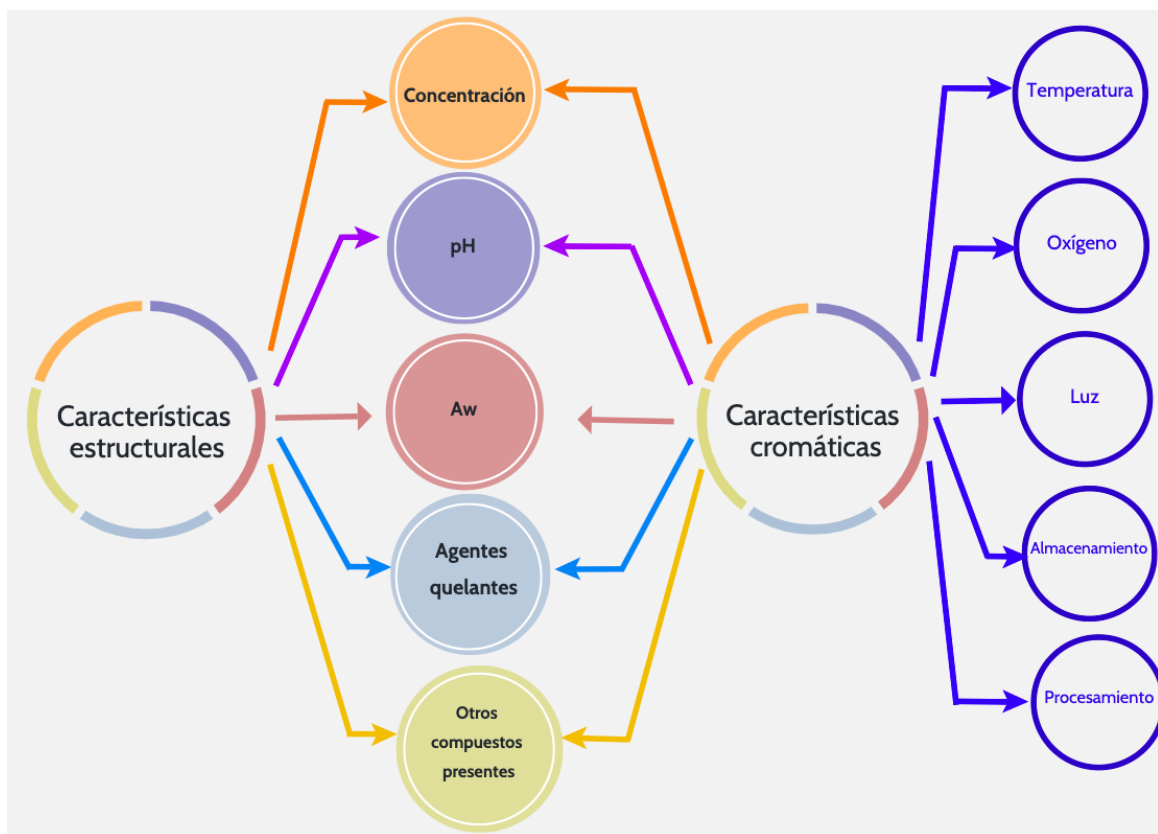 Concentración
pH
Aw
Agentes
quelantes
Otros
compuestos
presentes
Características
estructurales
Características
cromáticas
Temperatura
Oxígeno
Luz
Almacenamiento
Procesamiento